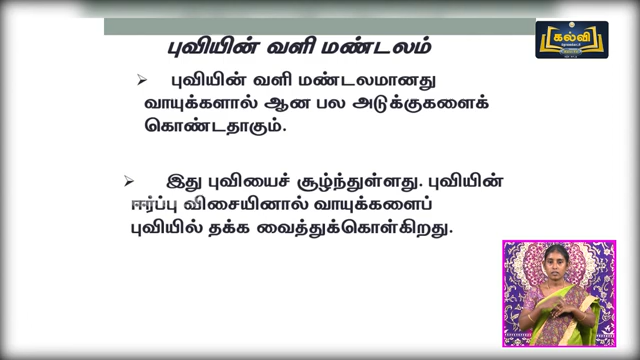 புவியின் வளி மண்டலம்
கல்வி
➢ புவியின் வளி மண்டலமானது
வாயுக்களால் ஆன பல அடுக்குகளைக்
கொண்டதாகும்.
➢ இது புவியைச் சூழ்ந்துள்ளது. புவியின்
ஈர்ப்பு விசையினால் வாயுக்களைப்
புவியில் தக்க வைத்துக்கொள்கிறது.